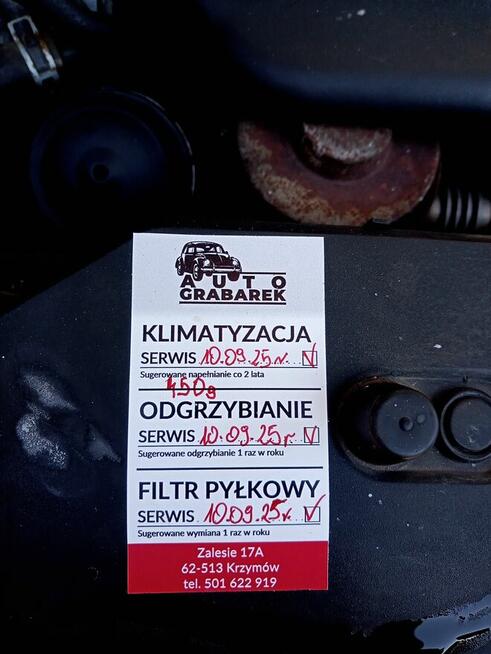 AUTO
GRABAREK
KLIMATYZACJA
SERWIS 10.09.25r. ☑
Sugerowane napełnianie co 2 lata
450g
ODGRZYBIANIE
SERWIS 10.09.25r. ☑
Sugerowane odgrzybianie 1 raz w roku
FILTR PYŁKOWY
SERWIS 10.09.25r. ☑
Sugerowana wymiana 1 raz w roku
Zalesie 17A
62-513 Krzymów
tel. 501 622 919